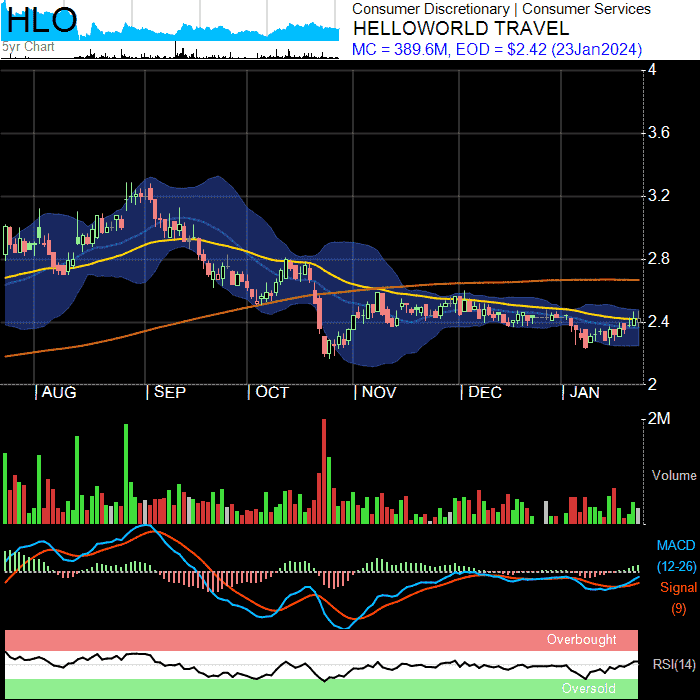 HLO
5yr Chart
Consumer Discretionary | Consumer Services
HELLOWORLD TRAVEL
MC = 389.6M, EOD = $2.42 (23Jan2024)
4
3.6
3.2
2.8
2.4
2
|AUG |SEP |OCT |NOV |DEC |JAN
2M
Volume
MACD
(12-26)
Signal
(9)
Overbought
RSI(14)
Oversold